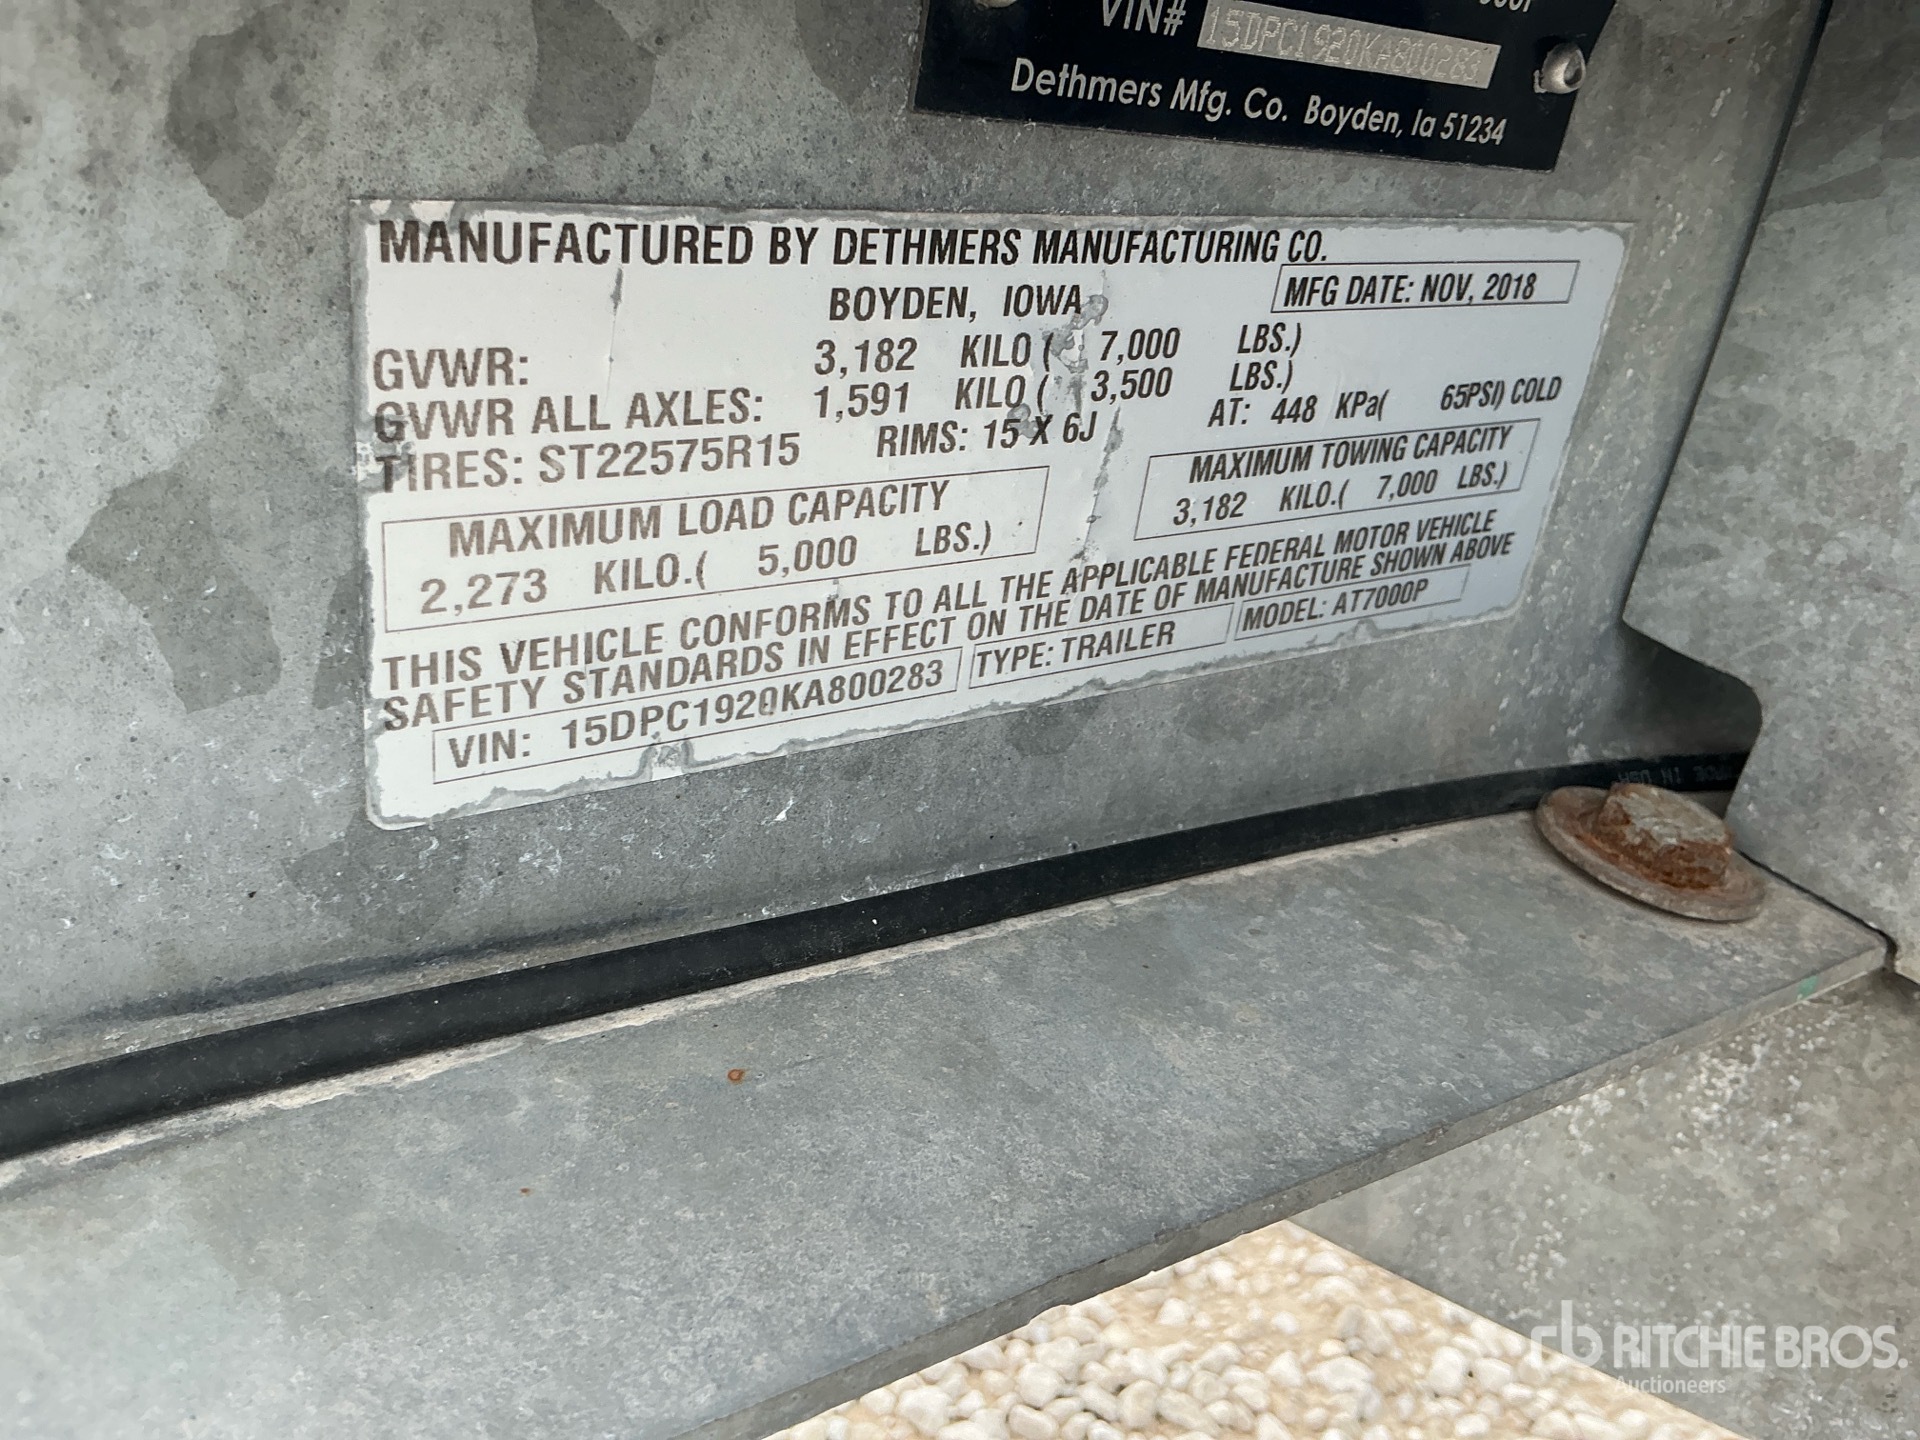 VIN# 15DPC1920KA800283
Dethmers Mfg. Co. Boyden, Ia 51234
MANUFACTURED BY DETHMERS MANUFACTURING CO.
BOYDEN, IOWA
MFG DATE: NOV, 2018
GVWR: 3,182 KILO ( 7,000 LBS.)
GVWR ALL AXLES: 1,591 KILO ( 3,500 LBS.)
TIRES: ST22575R15 RIMS: 15 X 6J AT: 448 KPa( 65PSI) COLD
MAXIMUM LOAD CAPACITY
2,273 KILO.( 5,000 LBS.)
MAXIMUM TOWING CAPACITY
3,182 KILO.( 7,000 LBS.)
THIS VEHICLE CONFORMS TO ALL THE APPLICABLE FEDERAL MOTOR VEHICLE
SAFETY STANDARDS IN EFFECT ON THE DATE OF MANUFACTURE SHOWN ABOVE
VIN: 15DPC1920KA800283 TYPE: TRAILER MODEL: AT7000P
rb RITCHIE BROS.
Auctioneers